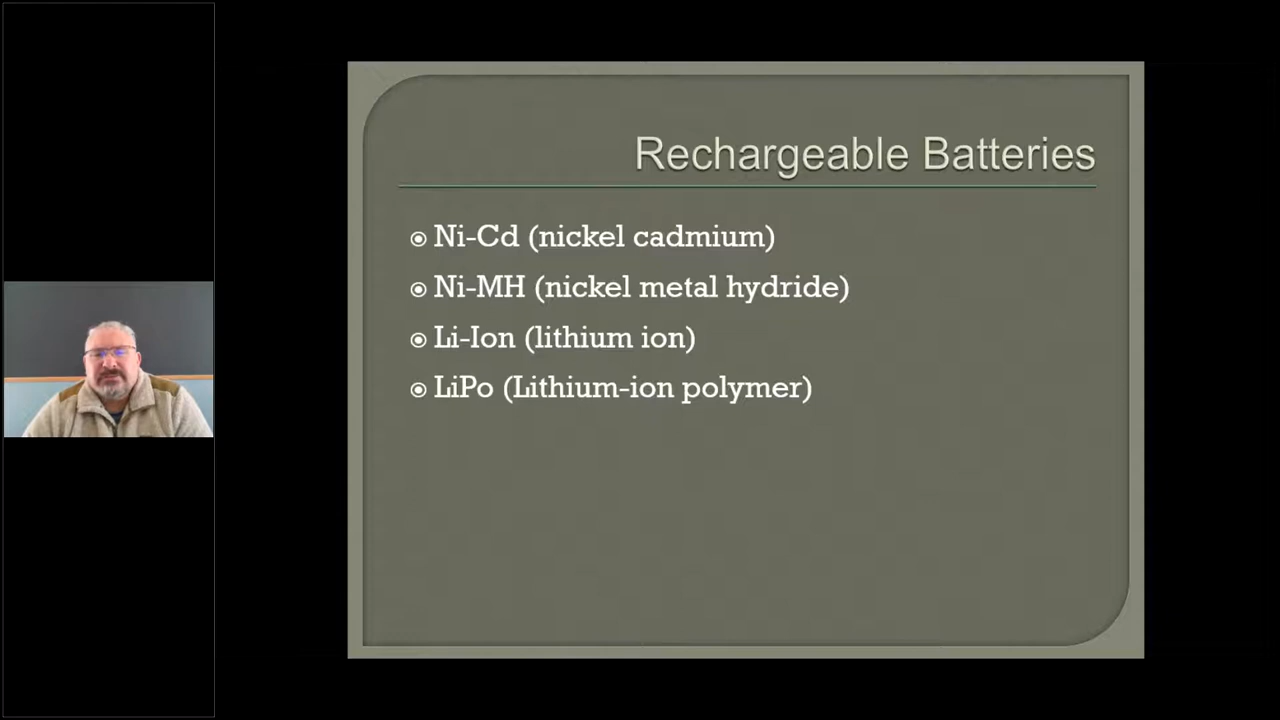 Rechargeable Batteries
Ni-Cd (nickel cadmium)
Ni-MH (nickel metal hydride)
Li-Ion (lithium ion)
LiPo (Lithium-ion polymer)